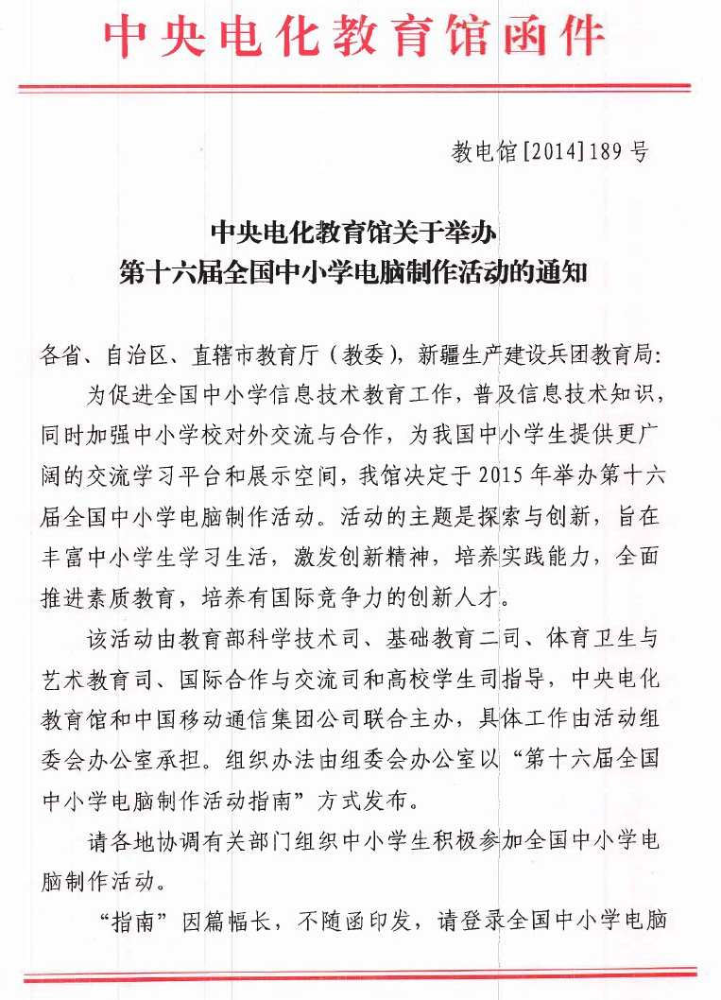 中央电化教育馆函件
教电馆[2014]189号
中央电化教育馆关于举办
第十六届全国中小学电脑制作活动的通知
各省、自治区、直辖市教育厅（教委），新疆生产建设兵团教育局：
为促进全国中小学信息技术教育工作，普及信息技术知识，
同时加强中小学校对外交流与合作，为我国中小学生提供更广
阔的交流学习平台和展示空间，我馆决定于2015年举办第十六
届全国中小学电脑制作活动。活动的主题是探索与创新，旨在
丰富中小学生学习生活，激发创新精神，培养实践能力，全面
推进素质教育，培养有国际竞争力的创新人才。
该活动由教育部科学技术司、基础教育二司、体育卫生与
艺术教育司、国际合作与交流司和高校学生司指导，中央电化
教育馆和中国移动通信集团公司联合主办，具体工作由活动组
委会办公室承担。组织办法由组委会办公室以“第十六届全国
中小学电脑制作活动指南”方式发布。
请各地协调有关部门组织中小学生积极参加全国中小学电
脑制作活动。
“指南”因篇幅长，不随函印发，请登录全国中小学电脑